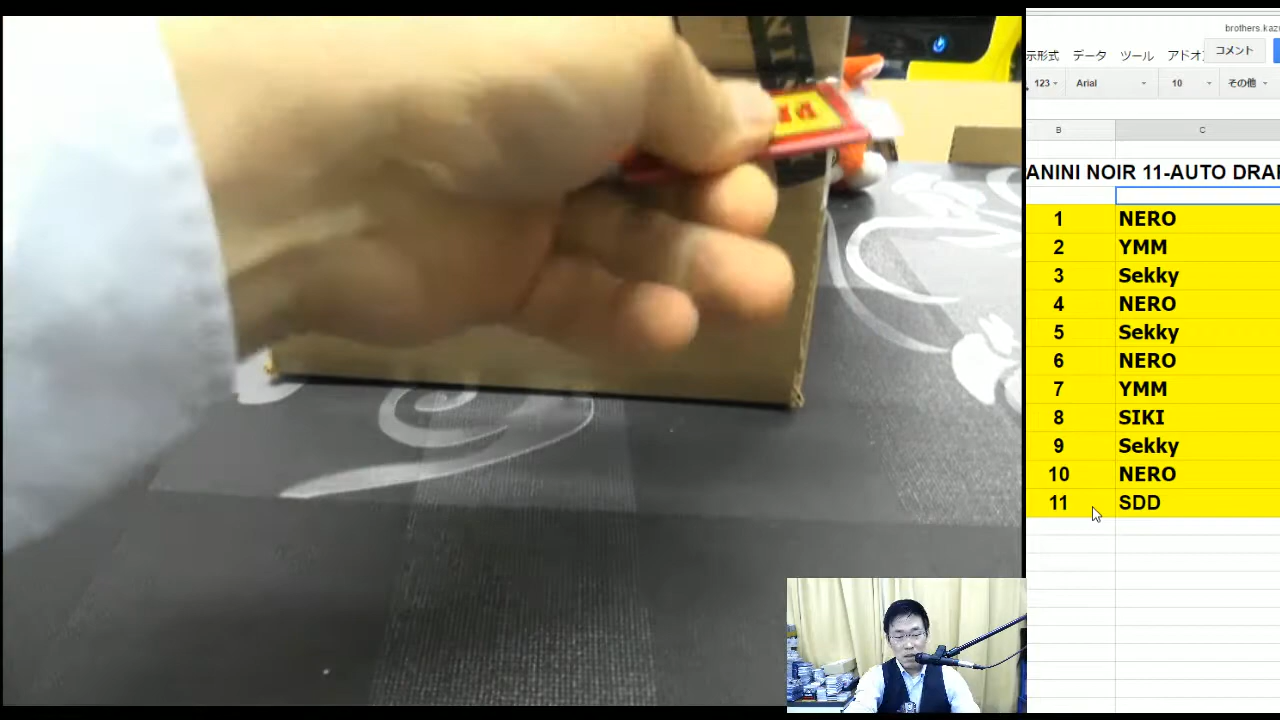 brothers.kaz
示形式 データ ツール アドオ
コメント
123 Arial 10 その他
B C
ANINI NOIR 11-AUTO DRA
1 NERO
2 YMM
3 Sekky
4 NERO
5 Sekky
6 NERO
7 YMM
8 SIKI
9 Sekky
10 NERO
11 SDD